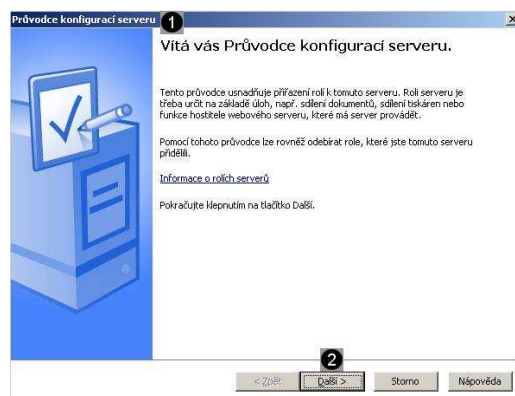 Průvodce konfigurací serveru 1
Vítá vás Průvodce konfigurací serveru.
Tento průvodce usnadňuje přiřazení rolí k tomuto serveru. Roli serveru je
třeba určit na základě úloh, např. sdílení dokumentů, sdílení tiskáren nebo
funkce hostitele webového serveru, které má server provádět.
Pomocí tohoto průvodce lze rovněž odebírat role, které jste tomuto serveru
přidělili.
Informace o rolích serverů
Pokračujte klepnutím na tlačítko Další.
2
< Zpět Další > Storno Nápověda